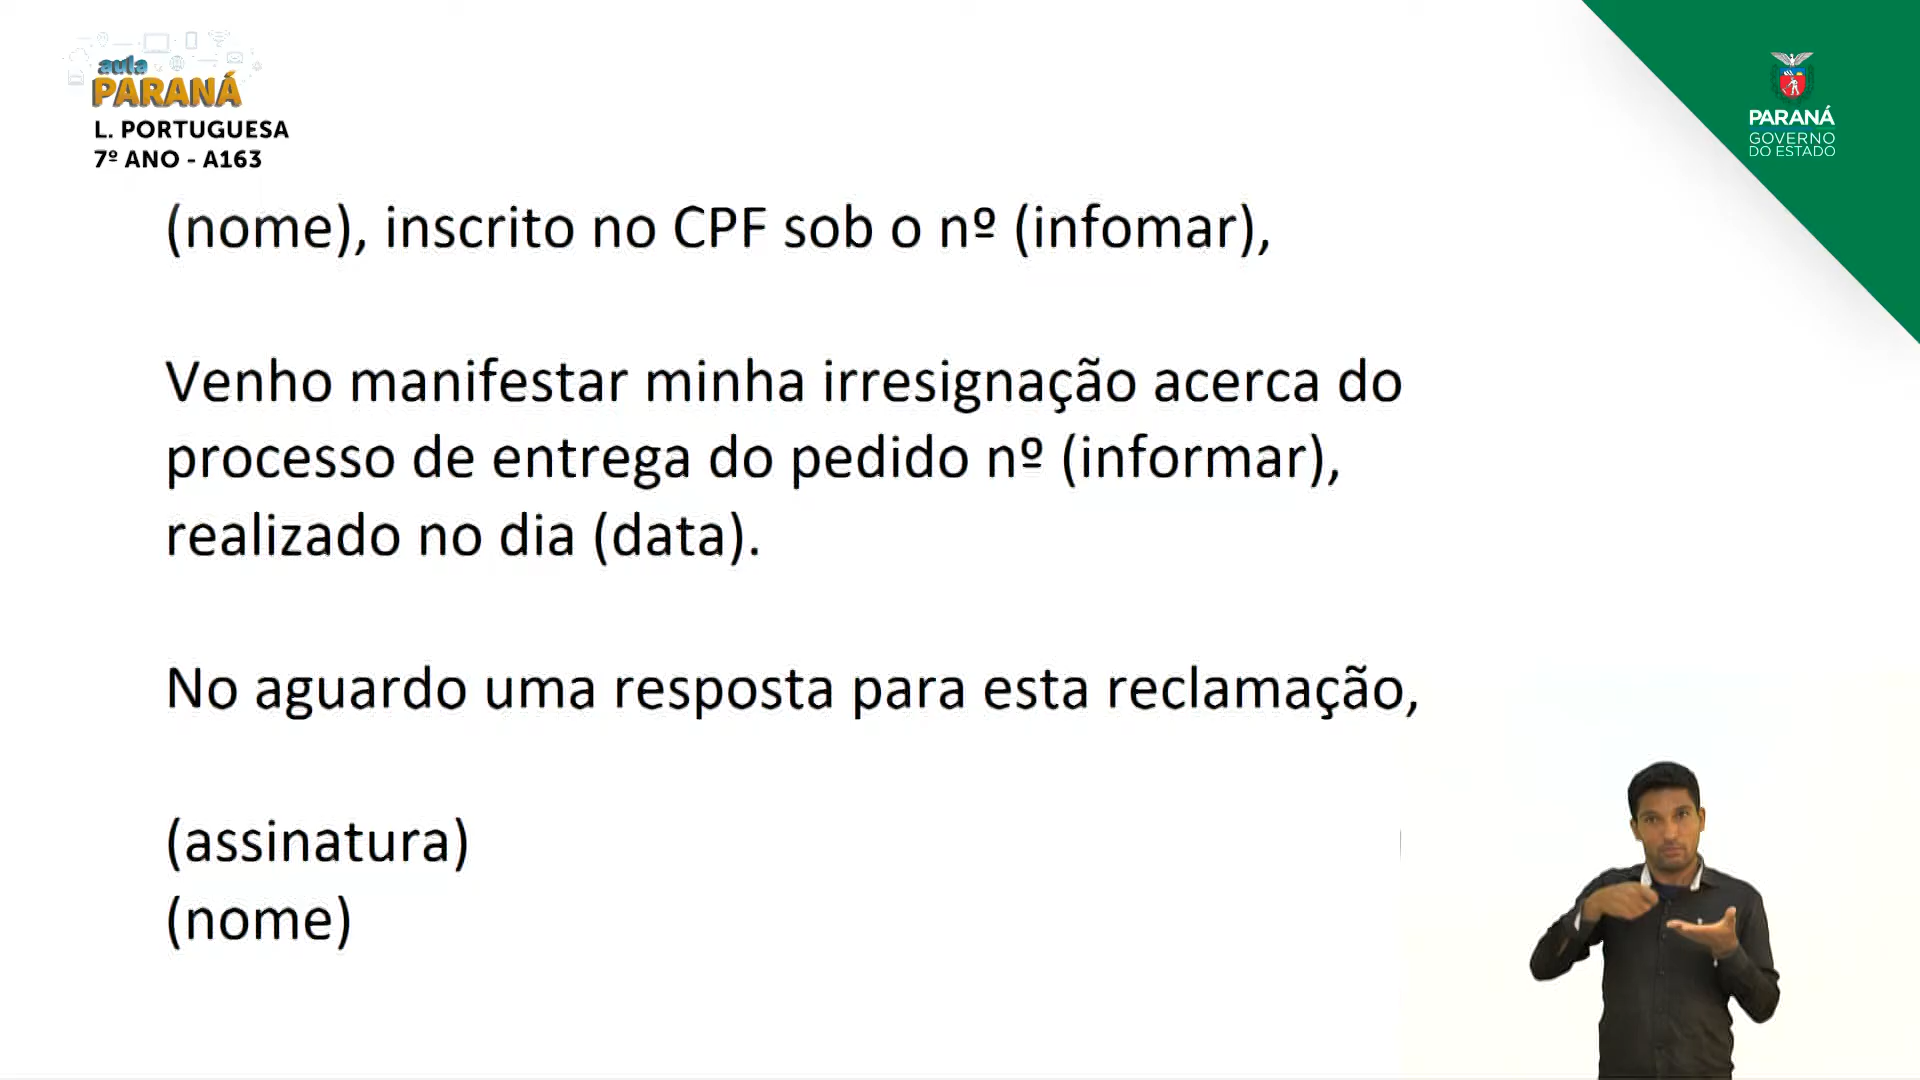 aula
PARANÁ
L. PORTUGUESA
7º ANO - A163
PARANÁ
GOVERNO
DO ESTADO
(nome), inscrito no CPF sob o nº (infomar),
Venho manifestar minha irresignação acerca do
processo de entrega do pedido nº (informar),
realizado no dia (data).
No aguardo uma resposta para esta reclamação,
(assinatura)
(nome)